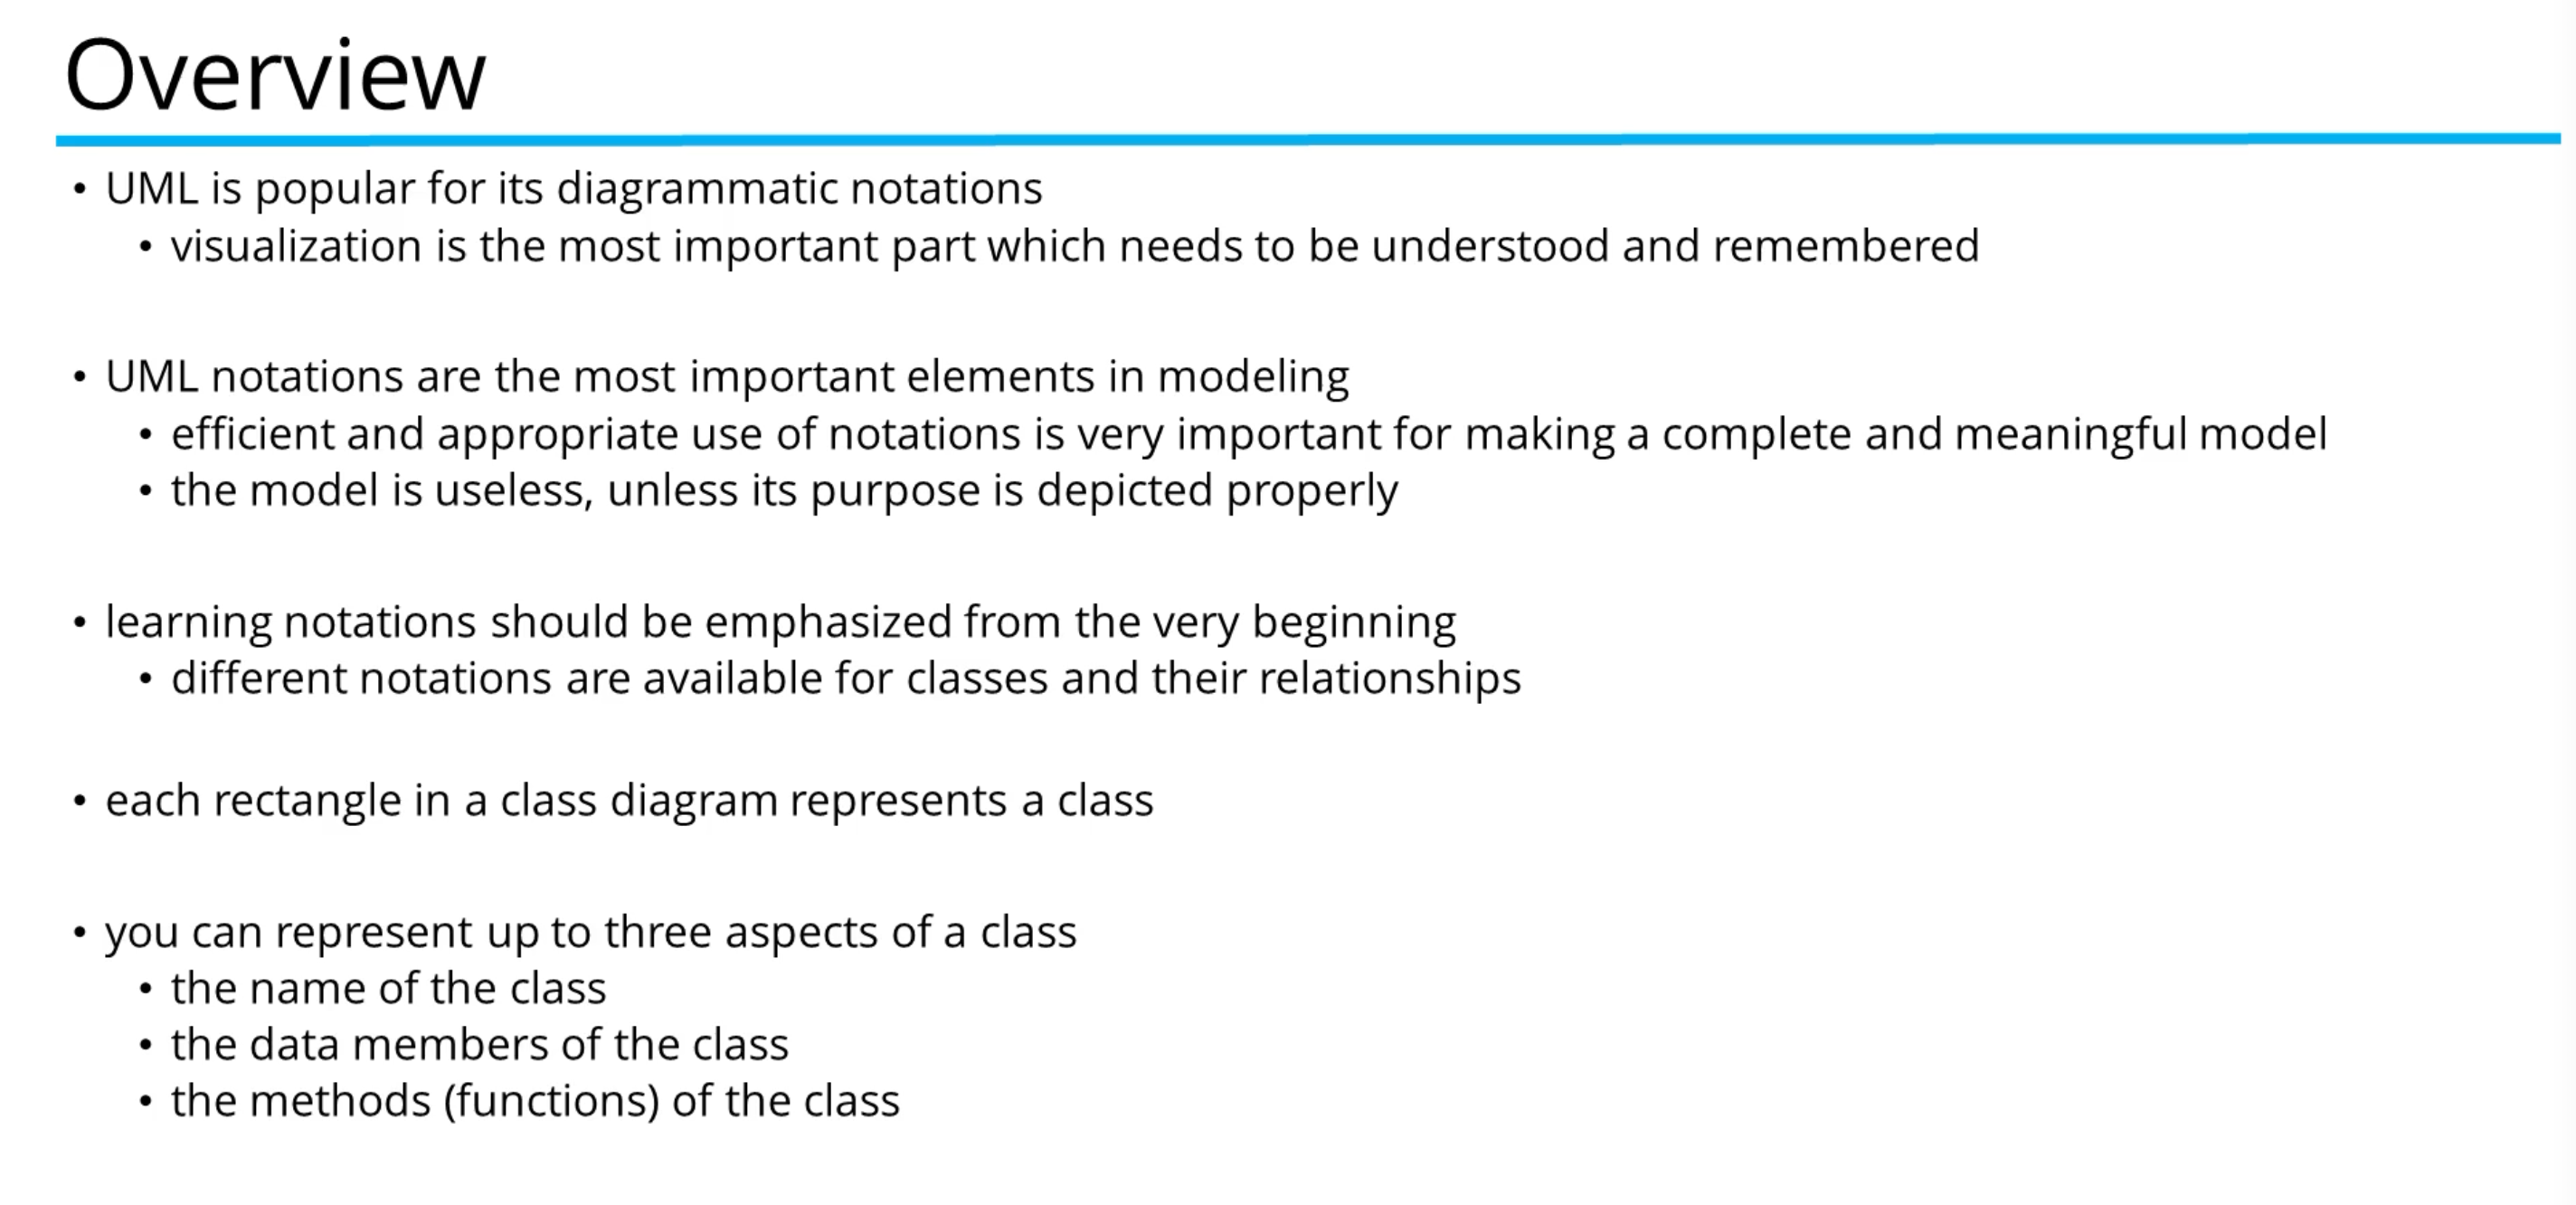 Overview
• UML is popular for its diagrammatic notations
• visualization is the most important part which needs to be understood and remembered
• UML notations are the most important elements in modeling
• efficient and appropriate use of notations is very important for making a complete and meaningful model
• the model is useless, unless its purpose is depicted properly
• learning notations should be emphasized from the very beginning
• different notations are available for classes and their relationships
• each rectangle in a class diagram represents a class
• you can represent up to three aspects of a class
• the name of the class
• the data members of the class
• the methods (functions) of the class